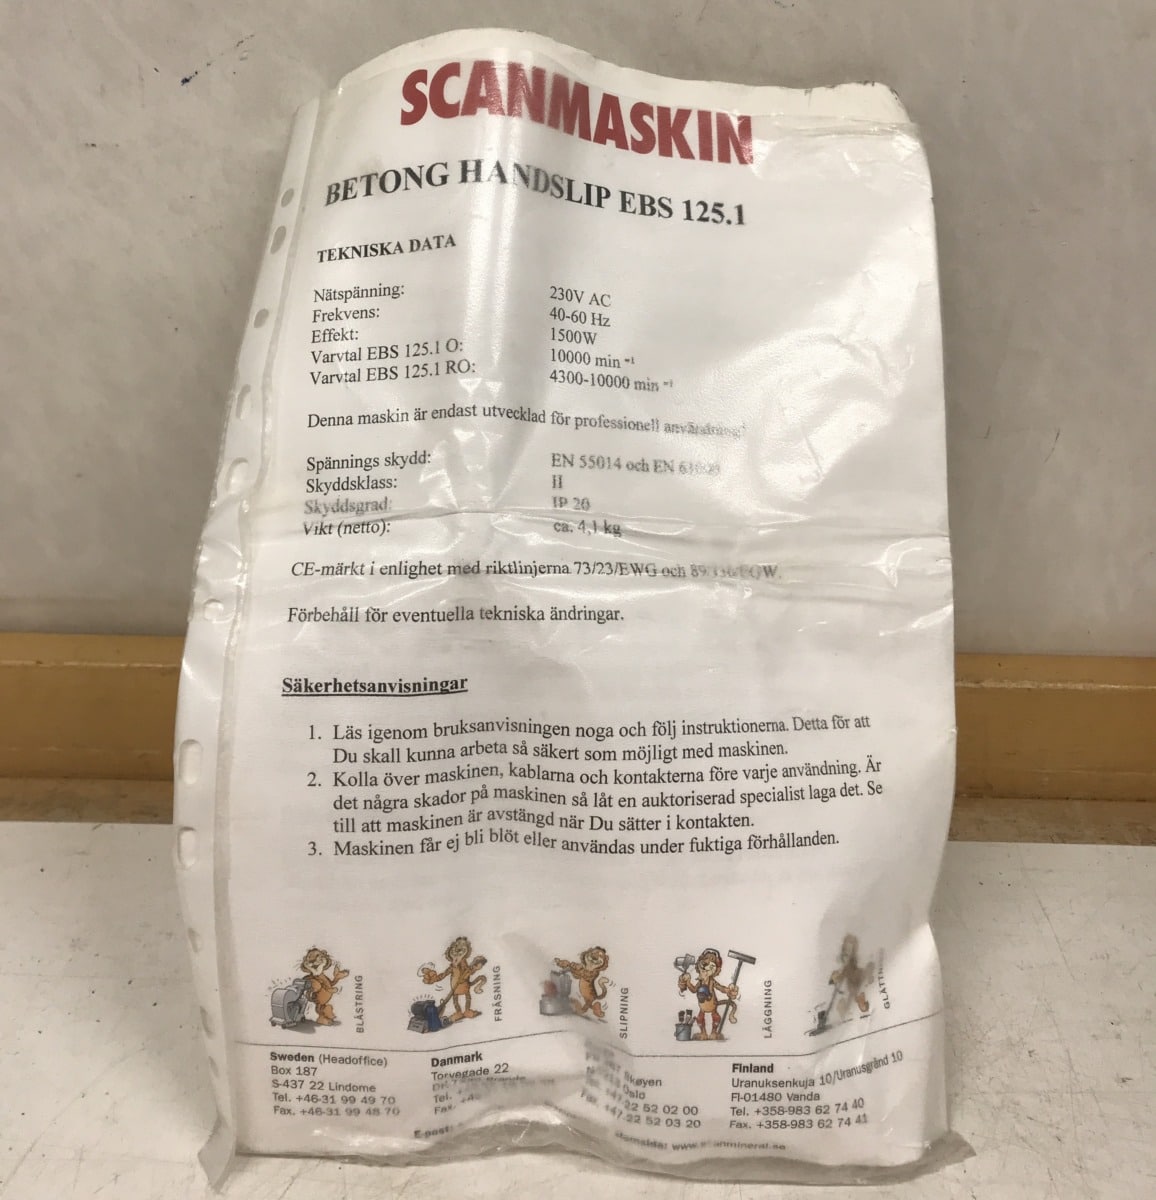 SCANMASKIN
BETONG HANDSLIP EBS 125.1
TEKNISKA DATA
Nätspänning: 230V AC
Frekvens: 40-60 Hz
Effekt: 1500W
Varvtal EBS 125.1 O: 10000 min ⁻¹
Varvtal EBS 125.1 RO: 4300-10000 min ⁻¹
Denna maskin är endast utvecklad för professionell användning
Spännings skydd: EN 55014 och EN
Skyddsklass: II
Skyddsgrad: IP 20
Vikt (netto): ca. 4,1 kg
CE-märkt i enlighet med riktlinjerna 73/23/EWG och
Förbehåll för eventuella tekniska ändringar.
Säkerhetsanvisningar
1. Läs igenom bruksanvisningen noga och följ instruktionerna. Detta för att
Du skall kunna arbeta så säkert som möjligt med maskinen.
2. Kolla över maskinen, kablarna och kontakterna före varje användning. Är
det några skador på maskinen så låt en auktoriserad specialist laga det. Se
till att maskinen är avstängd när Du sätter i kontakten.
3. Maskinen får ej bli blöt eller användas under fuktiga förhållanden.
BLÄSTRING
FRÄSNING
SLIPNING
LÄGGNING
Sweden (Headoffice)
Box 187
S-437 22 Lindome
Tel. +46-31 99 49 70
Fax. +46-31 99 48 70
Danmark
Torvegade 22
Tel.
Fax.
Skøyen
Oslo
22 52 02 00
+47-22 52 03 20
Finland
Uranuksenkuja 10/Uranusgränd 10
FI-01480 Vanda
Tel. +358-983 62 74 40
Fax. +358-983 62 74 41
E-post: